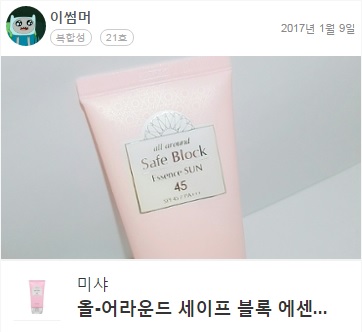 이썸머
2017년 1월 9일
복합성
21호
all around
Safe Block
Essence SUN
45
미샤
올-어라운드 세이프 블록 에센...